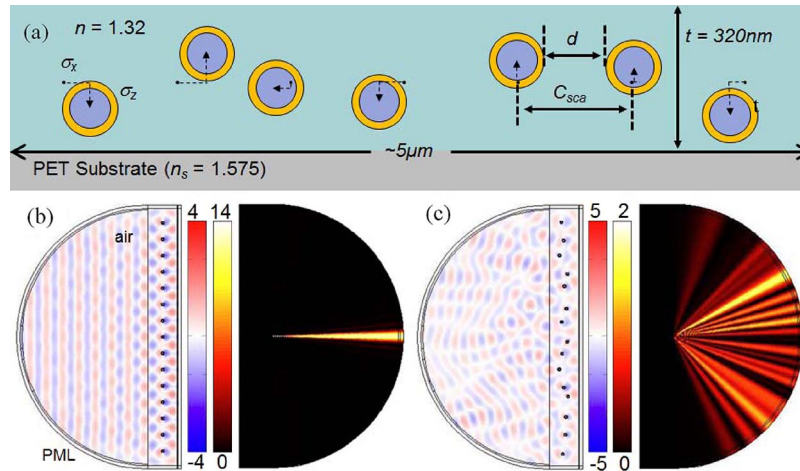 (a) n = 1.32
σx
σz
d
t = 320nm
Csca
t
~5μm
PET Substrate (ns = 1.575)
(b) 4 14 (c) 5 2
air
PML
-4 0 -5 0